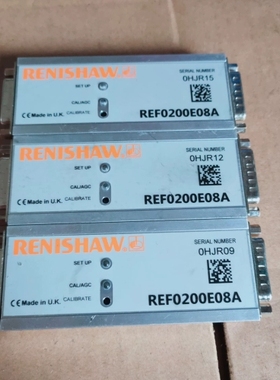 RENISHAW
SERIAL NUMBER
0HJR15
SET UP
CAL/AGC
CE Made in U.K. CALIBRATE
REF0200E08A
RENISHAW
SERIAL NUMBER
0HJR12
SET UP
CAL/AGC
CE Made in U.K. CALIBRATE
REF0200E08A
RENISHAW
SERIAL NUMBER
0HJR09
SET UP
CAL/AGC
CE Made in U.K. CALIBRATE
REF0200E08A